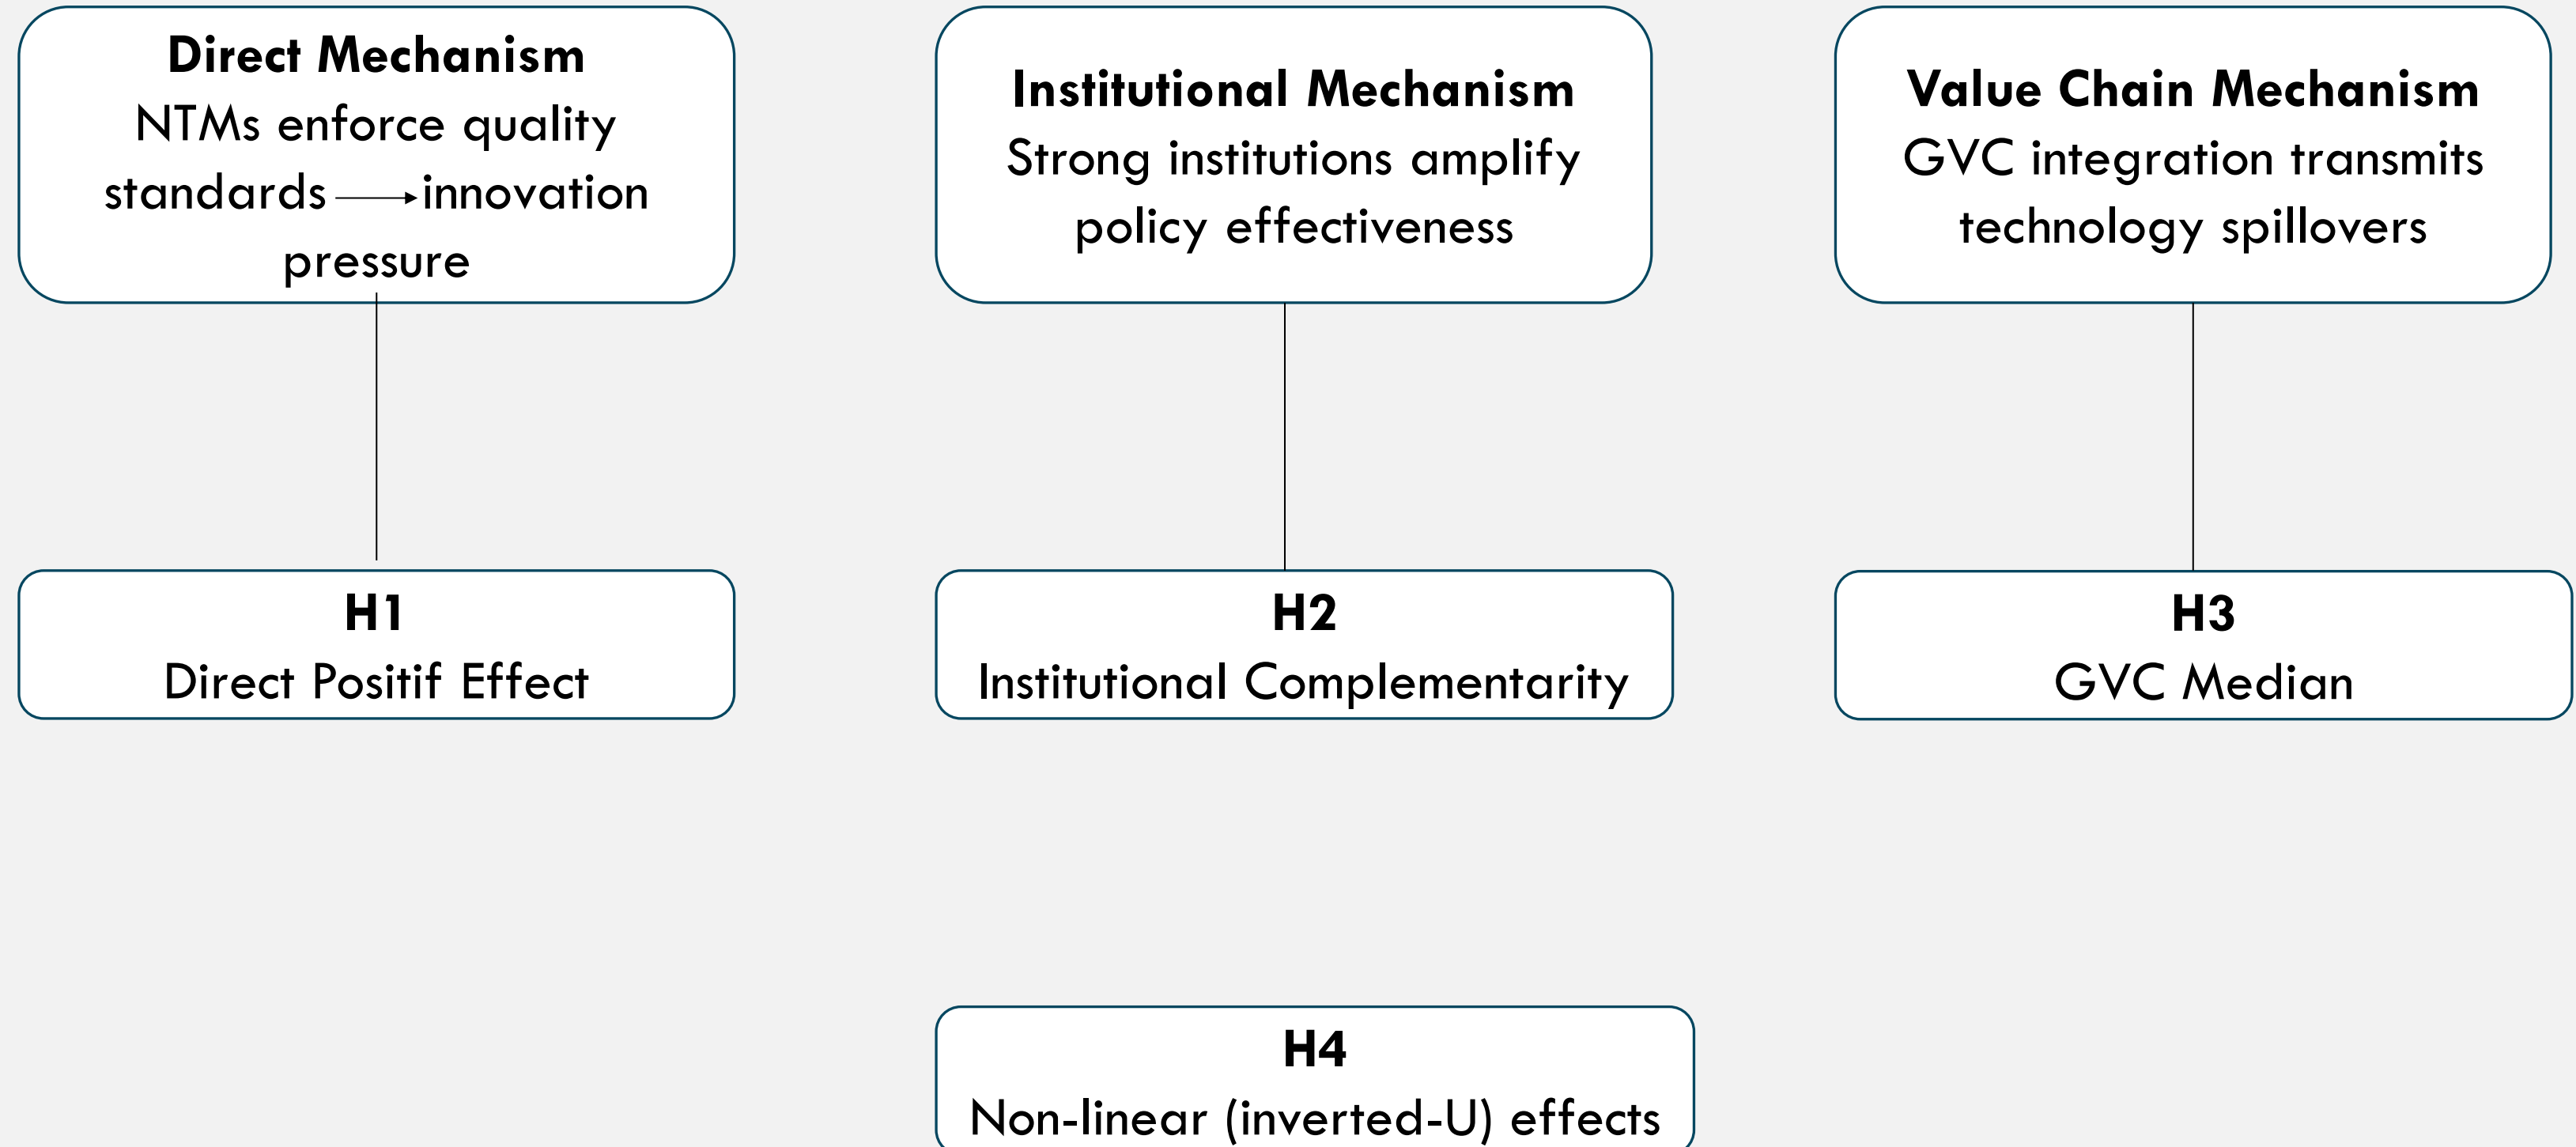 Direct Mechanism
NTMs enforce quality
standards innovation
pressure
Institutional Mechanism
Strong institutions amplify
policy effectiveness
Value Chain Mechanism
GVC integration transmits
technology spillovers
H1
Direct Positif Effect
H2
Institutional Complementarity
H3
GVC Median
H4
Non-linear (inverted-U) effects